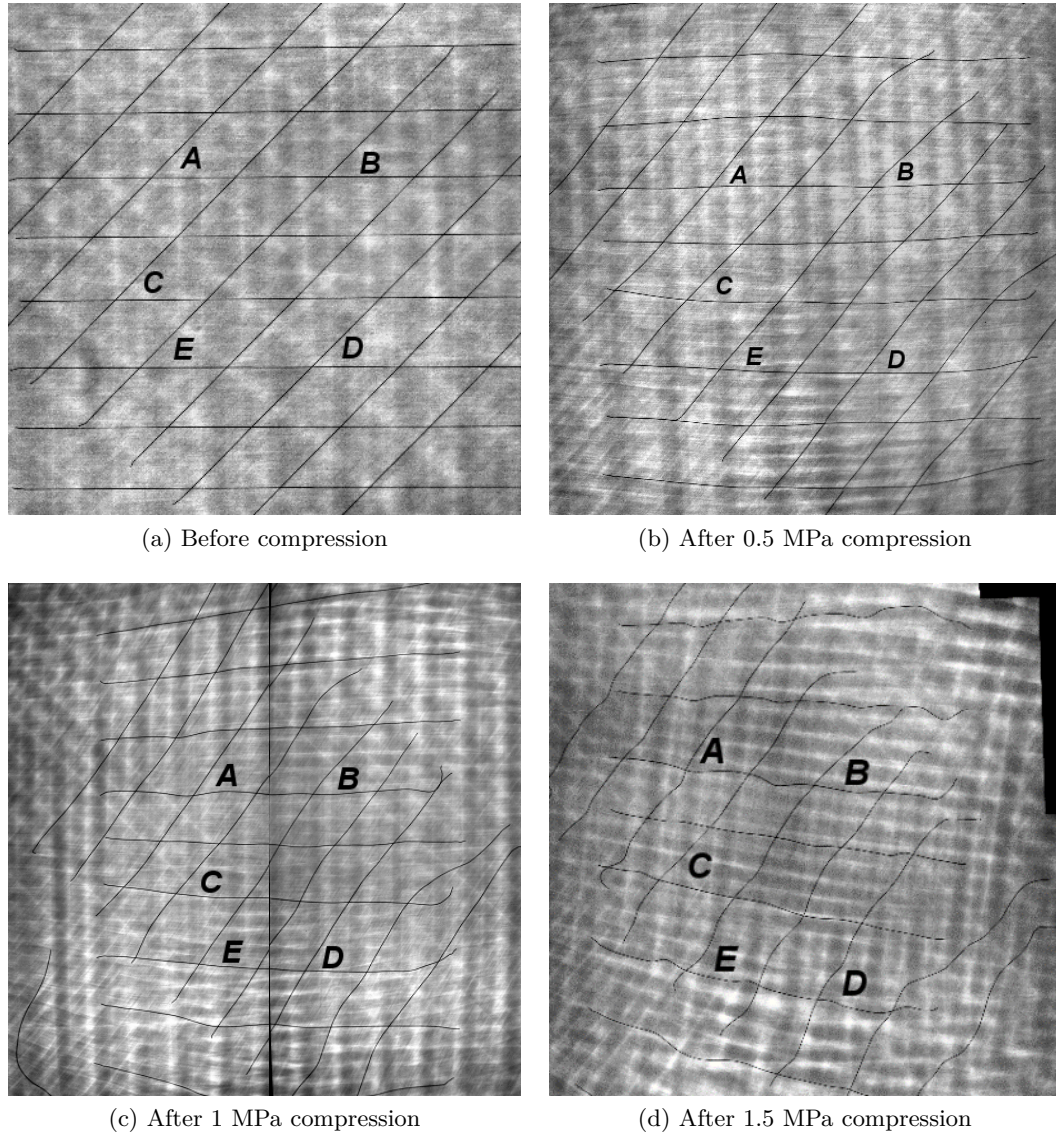 A
B
C
E
D
(a) Before compression
A
B
C
E
D
(b) After 0.5 MPa compression
A
B
C
E
D
(c) After 1 MPa compression
A
B
C
E
D
(d) After 1.5 MPa compression